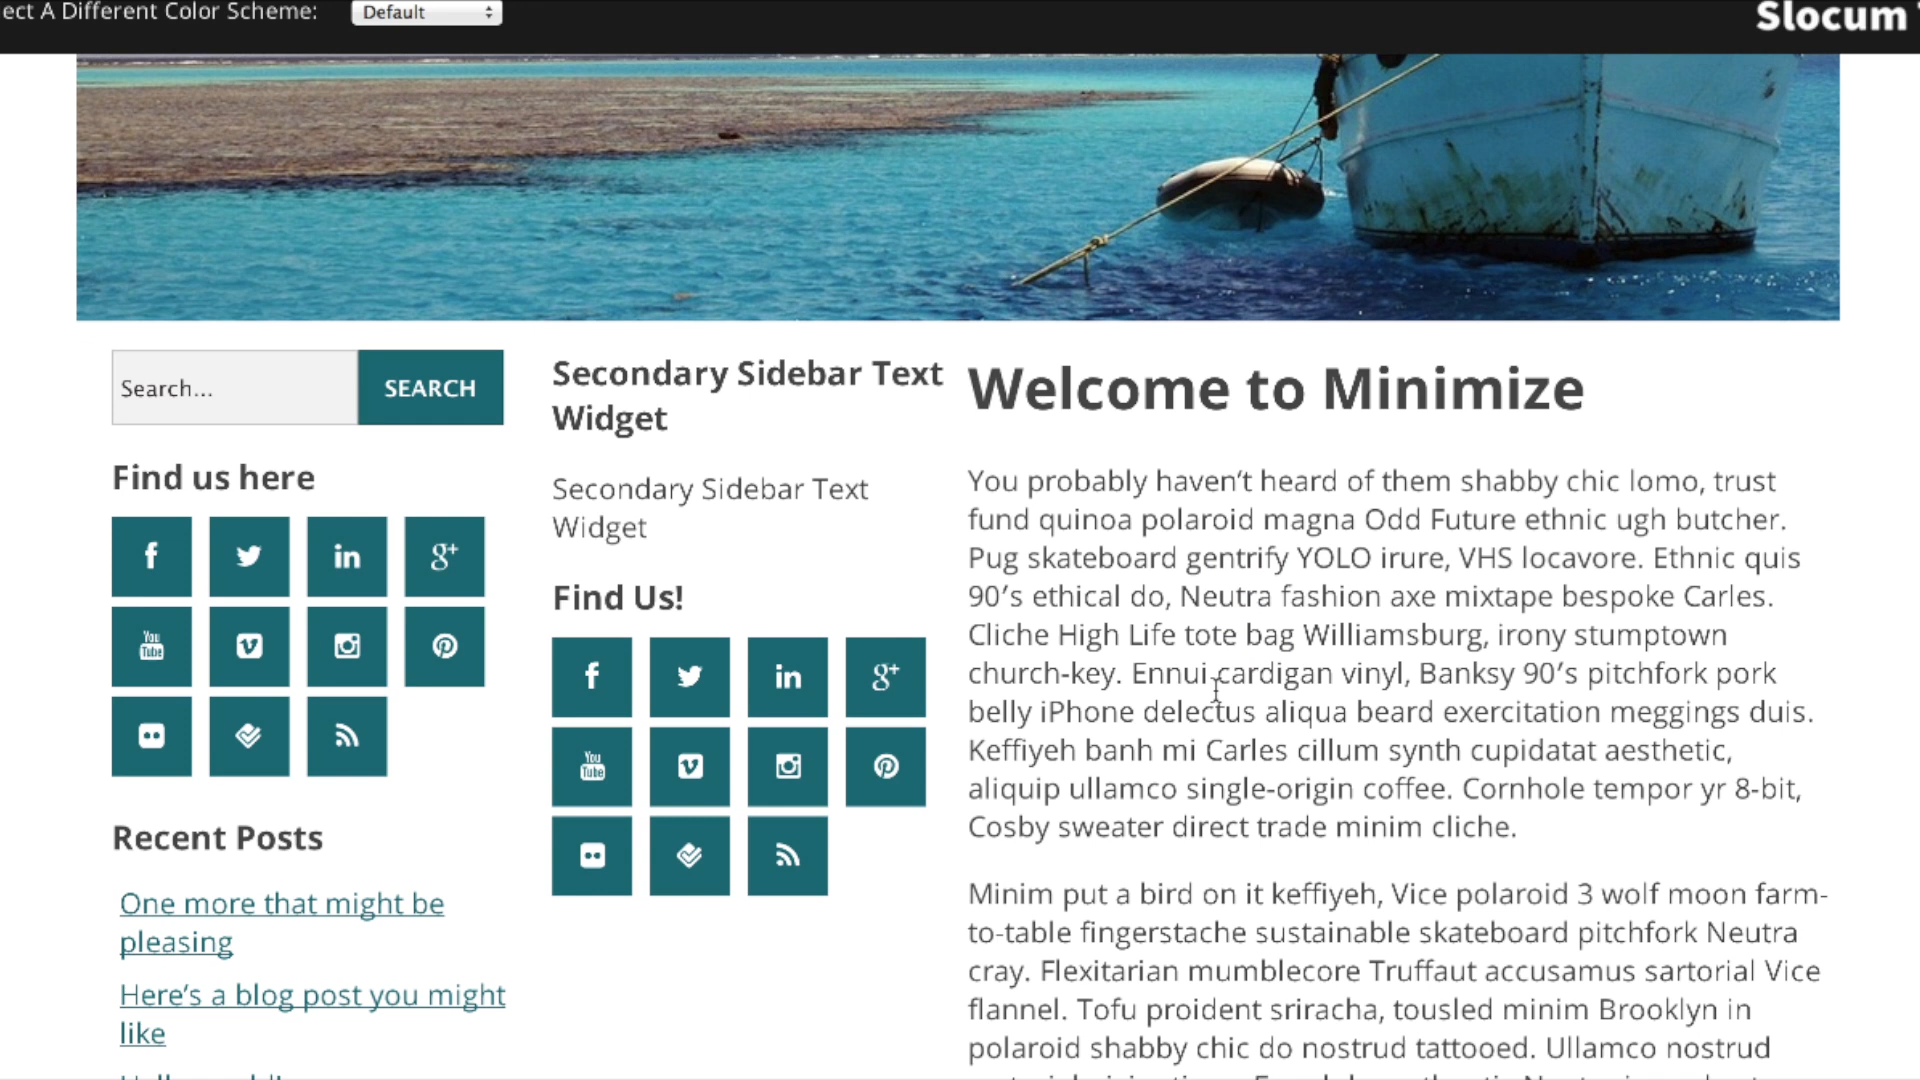 ect A Different Color Scheme:
Default
Slocum
Search...
SEARCH
Find us here
f
in
g+
You
Tube
Recent Posts
One more that might be
pleasing
Here’s a blog post you might
like
Secondary Sidebar Text
Widget
Secondary Sidebar Text
Widget
Find Us!
f
in
g+
You
Tube
Welcome to Minimize
You probably haven’t heard of them shabby chic lomo, trust
fund quinoa polaroid magna Odd Future ethnic ugh butcher.
Pug skateboard gentrify YOLO irure, VHS locavore. Ethnic quis
90′s ethical do, Neutra fashion axe mixtape bespoke Carles.
Cliche High Life tote bag Williamsburg, irony stumptown
church-key. Ennui cardigan vinyl, Banksy 90′s pitchfork pork
belly iPhone delectus aliqua beard exercitation meggings duis.
Keffiyeh banh mi Carles cillum synth cupidatat aesthetic,
aliquip ullamco single-origin coffee. Cornhole tempor yr 8-bit,
Cosby sweater direct trade minim cliche.
Minim put a bird on it keffiyeh, Vice polaroid 3 wolf moon farm-
to-table fingerstache sustainable skateboard pitchfork Neutra
cray. Flexitarian mumblecore Truffaut accusamus sartorial Vice
flannel. Tofu proident sriracha, tousled minim Brooklyn in
polaroid shabby chic do nostrud tattooed. Ullamco nostrud